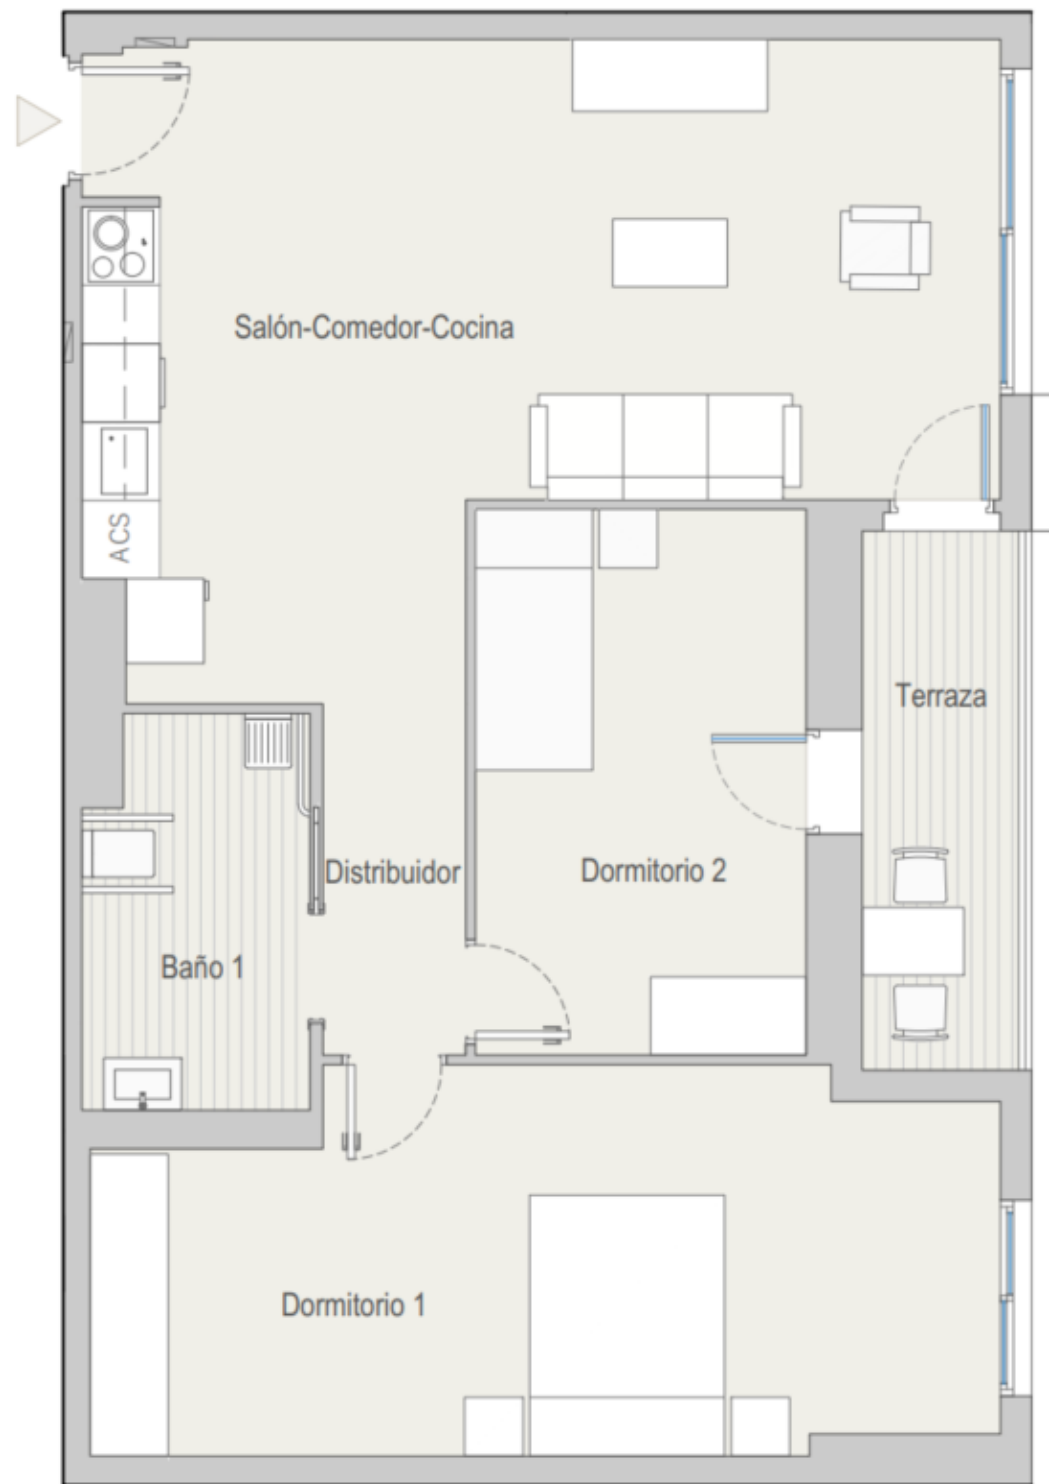 Salón-Comedor-Cocina
ACS
Terraza
Distribuidor
Dormitorio 2
Baño 1
Dormitorio 1